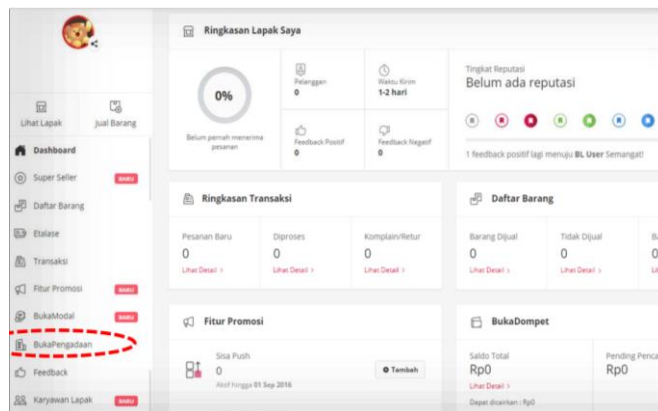 Ringkasan Lapak Saya
0%
Belum pernah menerima
pesanan
Pelanggan
0
Waktu Kirim
1-2 hari
Feedback Positif
0
Feedback Negatif
0
Tingkat Reputasi
Belum ada reputasi
1 feedback positif lagi menuju BL User Semangat!
Lihat Lapak
Jual Barang
Dashboard
Super Seller
BARU
Daftar Barang
Etalase
Transaksi
Fitur Promosi
BARU
BukaModal
BARU
BukaPengadaan
Feedback
Karyawan Lapak
BARU
Ringkasan Transaksi
Pesanan Baru
0
Lihat Detail >
Diproses
0
Lihat Detail >
Komplain/Retur
0
Lihat Detail >
Daftar Barang
Barang Dijual
0
Lihat Detail >
Tidak Dijual
0
Lihat Detail >
Fitur Promosi
Sisa Push
0
Aktif hingga 01 Sep 2016
Tambah
BukaDompet
Saldo Total
Rp0
Lihat Detail >
Dapat dicairkan : Rp0
Pending Penca
Rp0